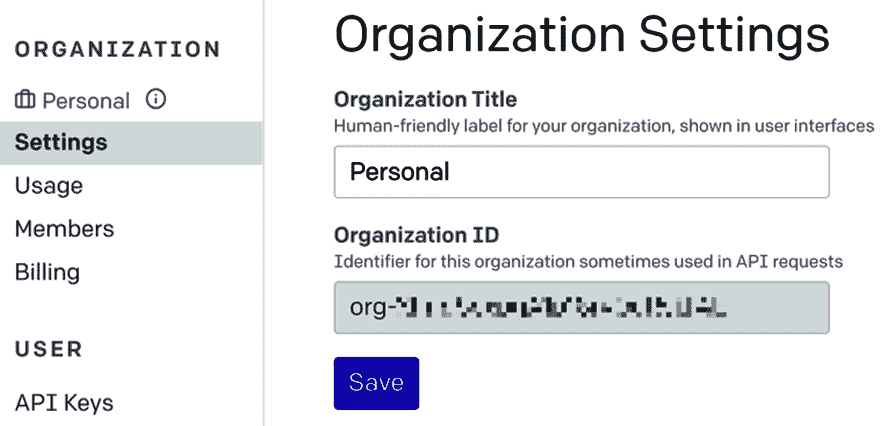 ORGANIZATION
Personal
Settings
Usage
Members
Billing
USER
API Keys
Organization Settings
Organization Title
Human-friendly label for your organization, shown in user interfaces
Personal
Organization ID
Identifier for this organization sometimes used in API requests
org-
Save